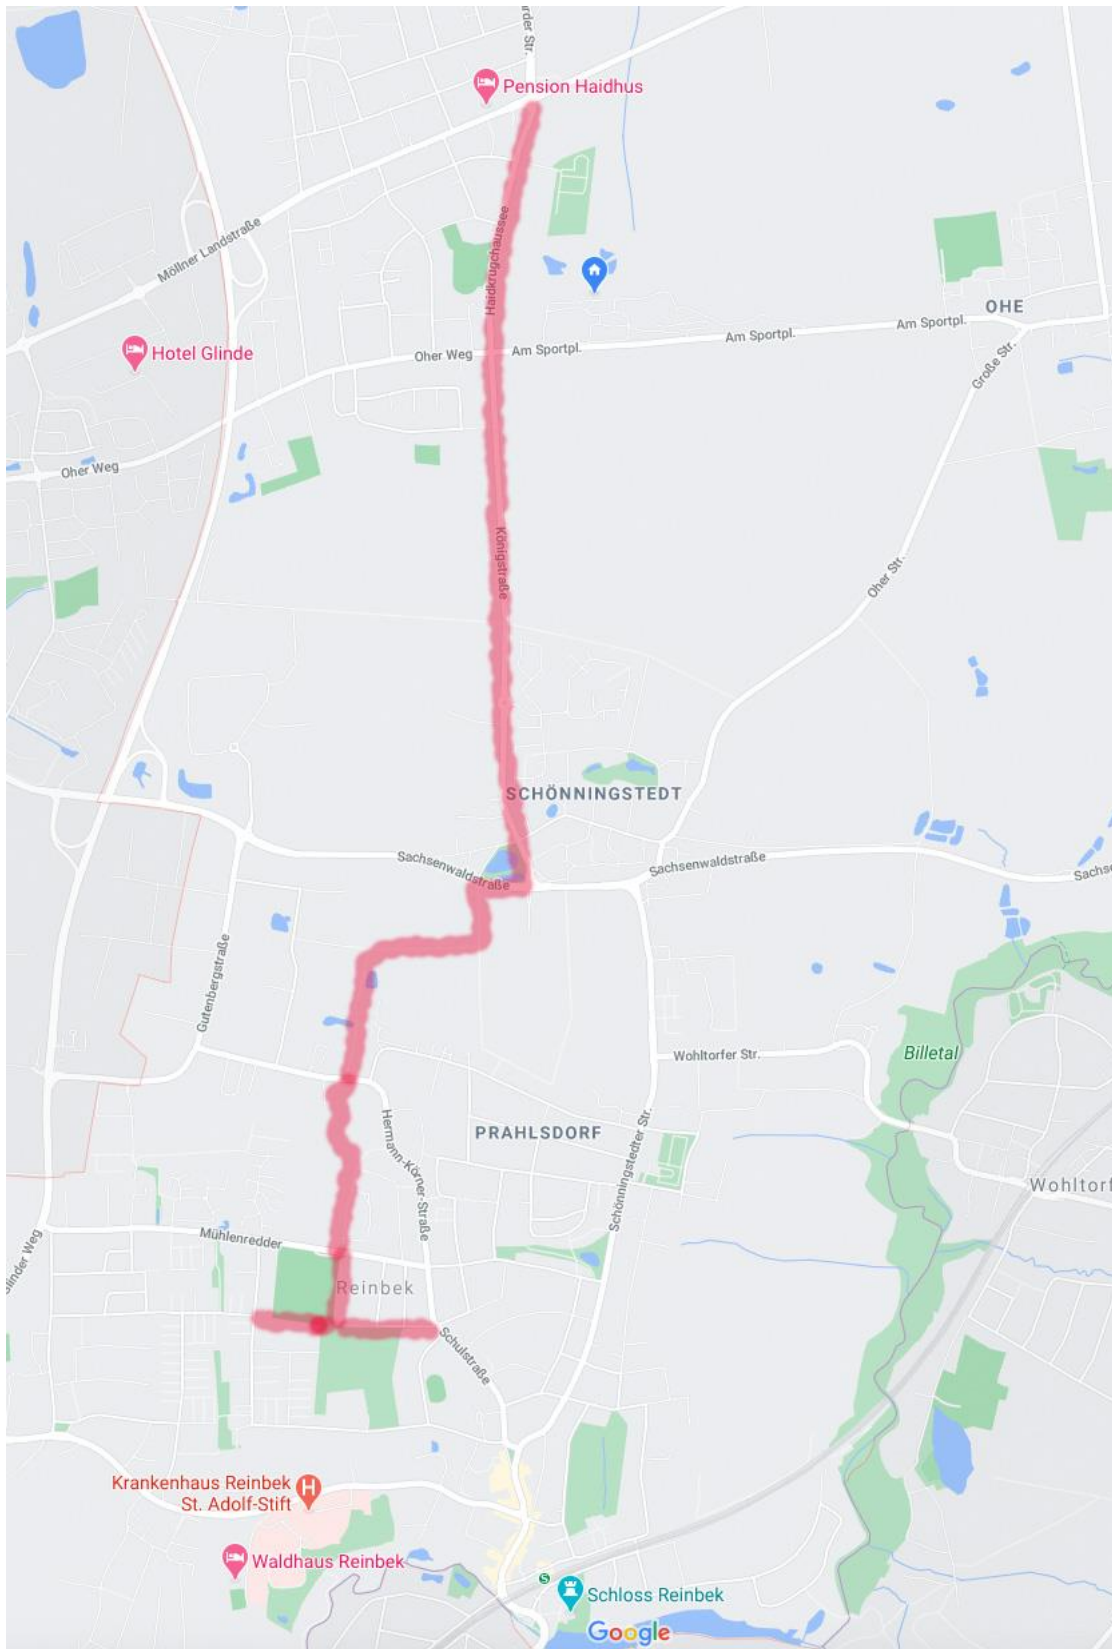 rder Str.
Pension Haidhus
Möllner Landstraße
Haidkrugchaussee
OHE
Hotel Glinde
Oher Weg
Am Sportpl.
Am Sportpl.
Am Sportpl.
Große Str.
Oher Weg
Königstraße
Oher Str.
SCHÖNNINGSTEDT
Sachsenwaldstraße
Sachsenwaldstraße
Sachse
Gutenbergstraße
Wohltorfer Str.
Billetal
Hermann-Körner-Straße
PRAHLSDORF
Schönningstedter Str.
Wohltorf
Mühlenredder
Glinder Weg
Reinbek
Schulstraße
Krankenhaus Reinbek
St. Adolf-Stift
H
Waldhaus Reinbek
S
Schloss Reinbek
Google